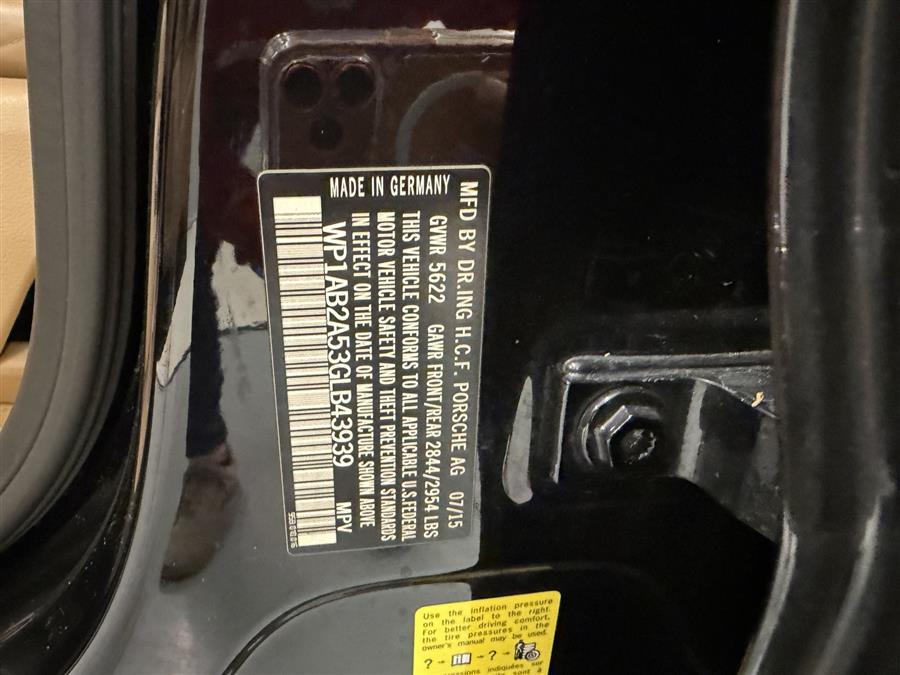 MFD BY DR.ING H.C.F. PORSCHE AG 07/15
GVWR 5622 GAWR FRONT/REAR 2844/2954 LBS
THIS VEHICLE CONFORMS TO ALL APPLICABLE U.S.FEDERAL
MOTOR VEHICLE SAFETY AND THEFT PREVENTION STANDARDS
IN EFFECT ON THE DATE OF MANUFACTURE SHOWN ABOVE
WP1AB2A53GLB43939 MPV
MADE IN GERMANY
Use the inflation pressure
on the label to the right.
For better driving comfort,
the tire pressures in the
owner's manual may be used.
? → → ? →
indiquées sur